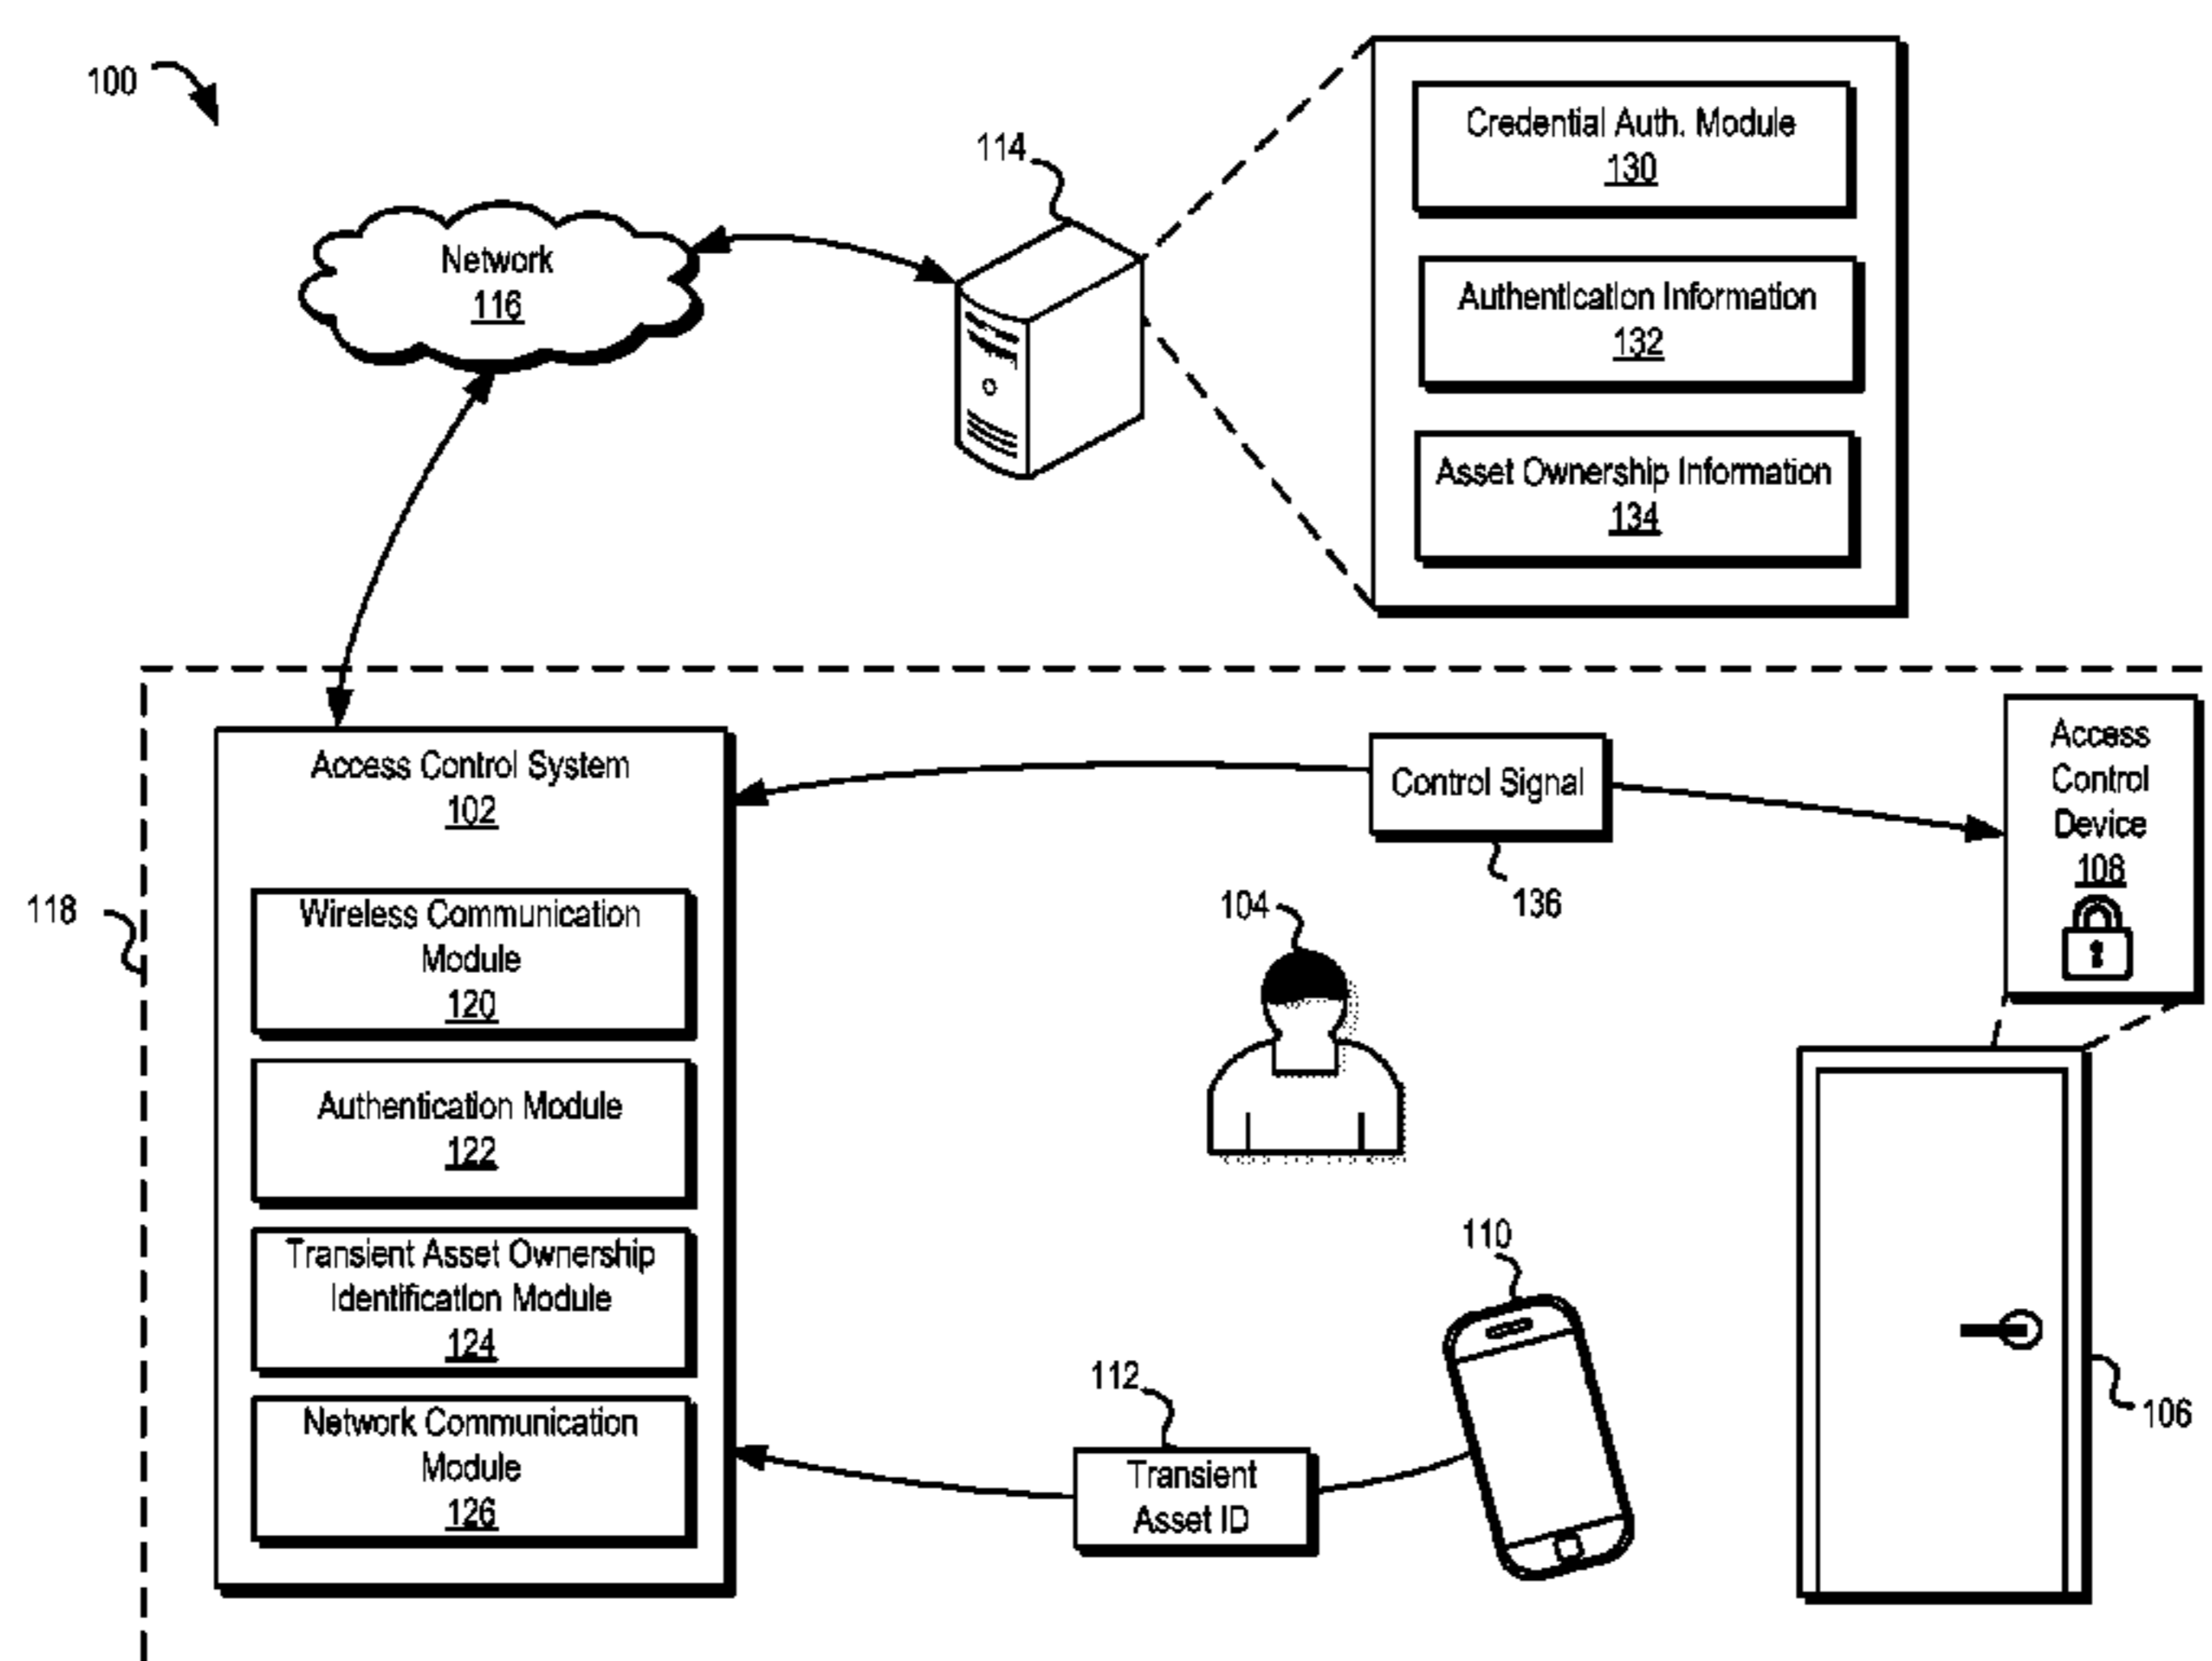 100
114
Network
116
Credential Auth. Module
130
Authentication Information
132
Asset Ownership Information
134
118
Access Control System
102
Wireless Communication
Module
120
Authentication Module
122
Transient Asset Ownership
Identification Module
124
Network Communication
Module
126
Control Signal
136
Access
Control
Device
108
104
110
112
Transient
Asset ID
106